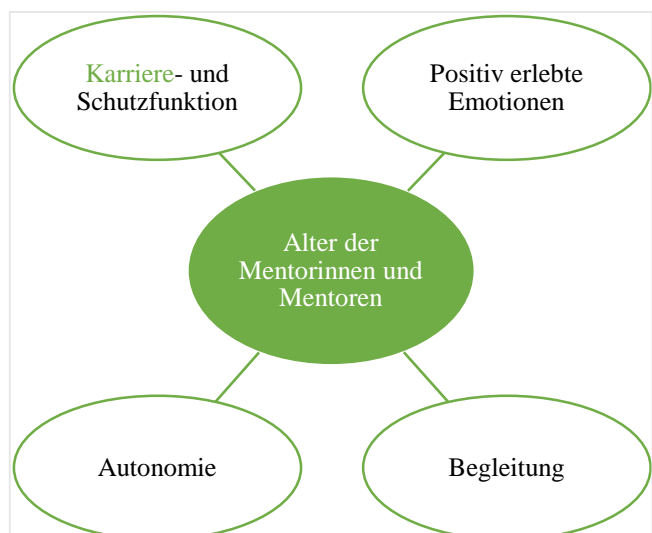 Karriere- und
Schutzfunktion
Positiv erlebte
Emotionen
Alter der
Mentorinnen und
Mentoren
Autonomie
Begleitung